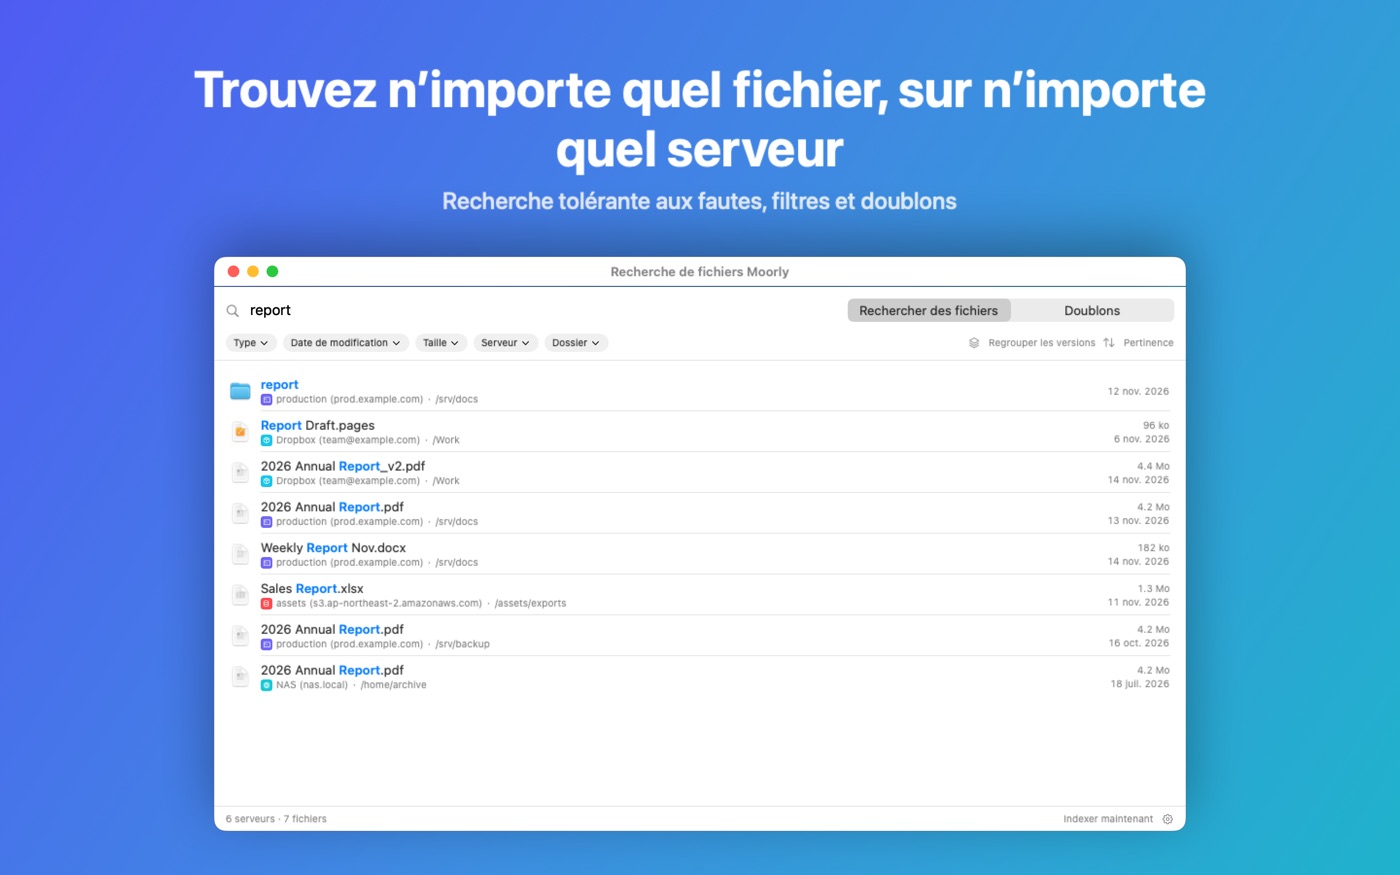 Trouvez n’importe quel fichier, sur n’importe
quel serveur
Recherche tolérante aux fautes, filtres et doublons
Recherche de fichiers Moorly
report
Rechercher des fichiers
Doublons
Type
Date de modification
Taille
Serveur
Dossier
Regrouper les versions
Pertinence
report
production (prod.example.com) · /srv/docs
12 nov. 2026
Report Draft.pages
Dropbox (team@example.com) · /Work
96 ko
6 nov. 2026
2026 Annual Report_v2.pdf
Dropbox (team@example.com) · /Work
4.4 Mo
14 nov. 2026
2026 Annual Report.pdf
production (prod.example.com) · /srv/docs
4.2 Mo
13 nov. 2026
Weekly Report Nov.docx
production (prod.example.com) · /srv/docs
182 ko
14 nov. 2026
Sales Report.xlsx
assets (s3.ap-northeast-2.amazonaws.com) · /assets/exports
1.3 Mo
11 nov. 2026
2026 Annual Report.pdf
production (prod.example.com) · /srv/backup
4.2 Mo
16 oct. 2026
2026 Annual Report.pdf
NAS (nas.local) · /home/archive
4.2 Mo
18 juil. 2026
6 serveurs · 7 fichiers
Indexer maintenant